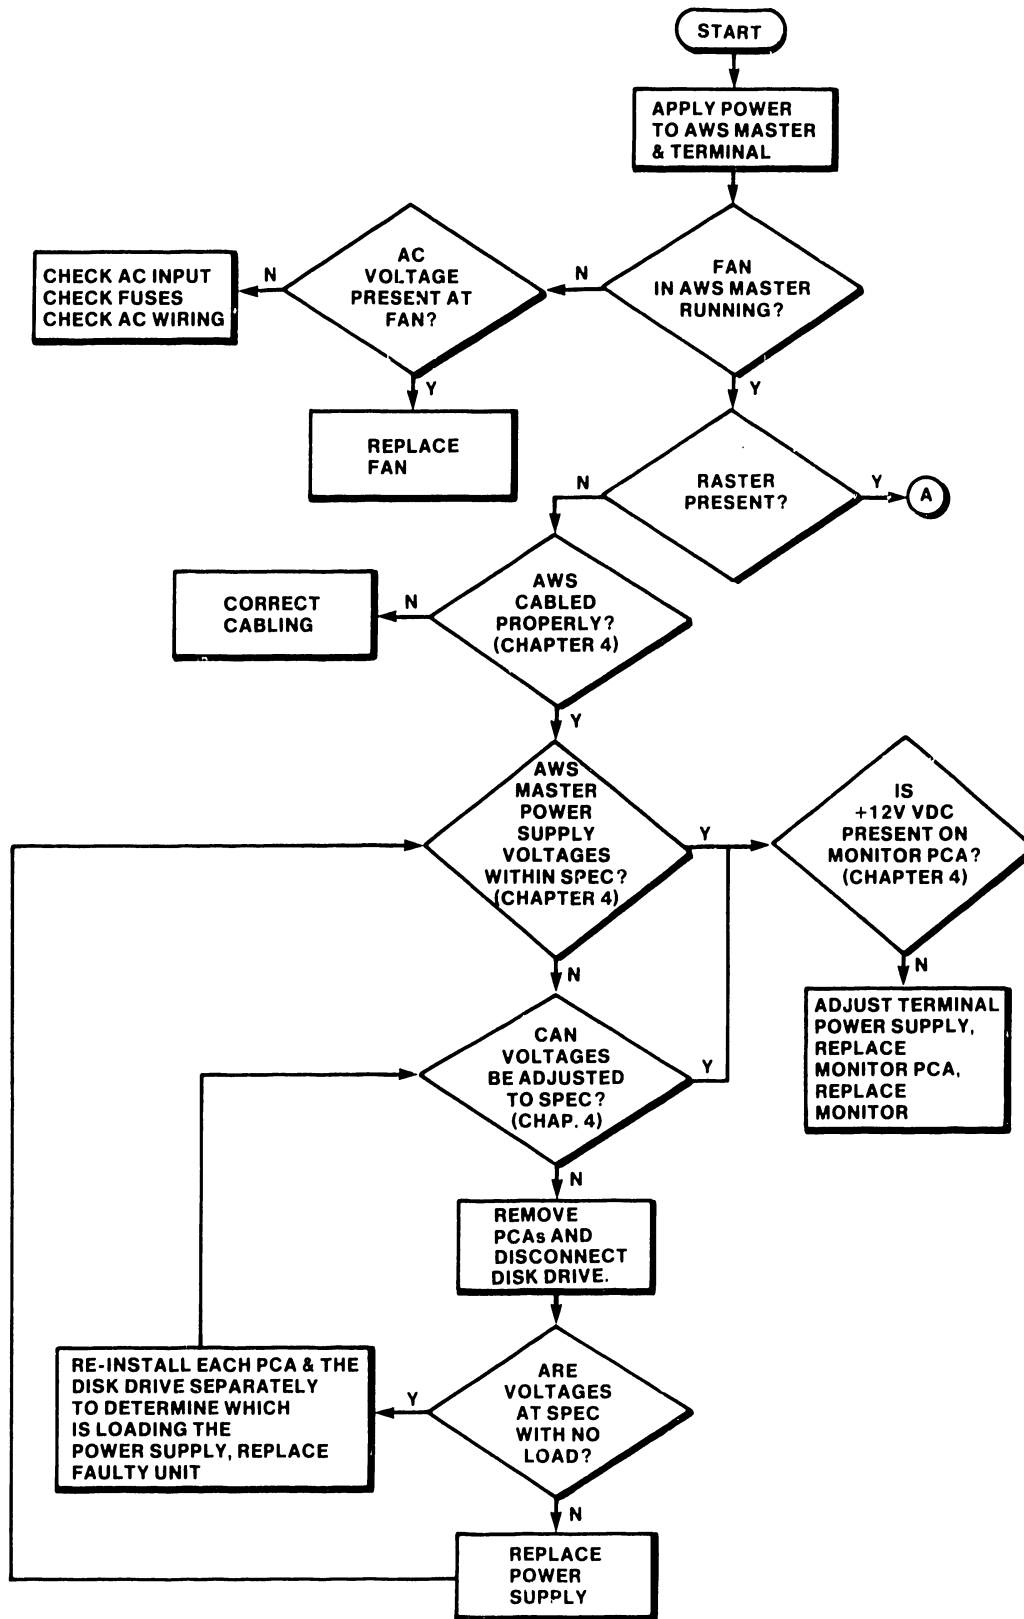 START
APPLY POWER
TO AWS MASTER
& TERMINAL
FAN
IN AWS MASTER
RUNNING?
N
Y
AC
VOLTAGE
PRESENT AT
FAN?
N
Y
CHECK AC INPUT
CHECK FUSES
CHECK AC WIRING
REPLACE
FAN
RASTER
PRESENT?
N
Y
A
AWS
CABLED
PROPERLY?
(CHAPTER 4)
N
Y
CORRECT
CABLING
AWS
MASTER
POWER
SUPPLY
VOLTAGES
WITHIN SPEC?
(CHAPTER 4)
Y
N
IS
+12V VDC
PRESENT ON
MONITOR PCA?
(CHAPTER 4)
N
ADJUST TERMINAL
POWER SUPPLY,
REPLACE
MONITOR PCA,
REPLACE
MONITOR
CAN
VOLTAGES
BE ADJUSTED
TO SPEC?
(CHAP. 4)
Y
N
REMOVE
PCAs AND
DISCONNECT
DISK DRIVE.
ARE
VOLTAGES
AT SPEC
WITH NO
LOAD?
Y
N
RE-INSTALL EACH PCA & THE
DISK DRIVE SEPARATELY
TO DETERMINE WHICH
IS LOADING THE
POWER SUPPLY, REPLACE
FAULTY UNIT
REPLACE
POWER
SUPPLY